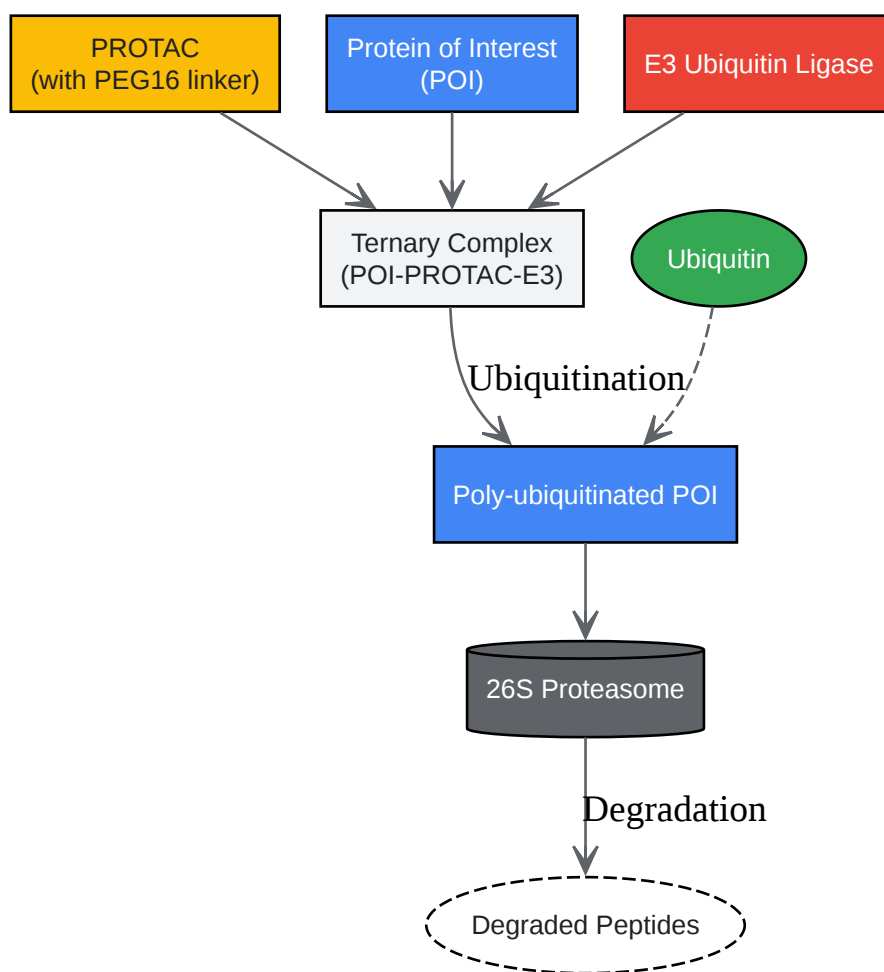 PROTAC
(with PEG16 linker)
Protein of Interest
(POI)
E3 Ubiquitin Ligase
Ternary Complex
(POI-PROTAC-E3)
Ubiquitin
Ubiquitination
Poly-ubiquitinated POI
26S Proteasome
Degradation
Degraded Peptides